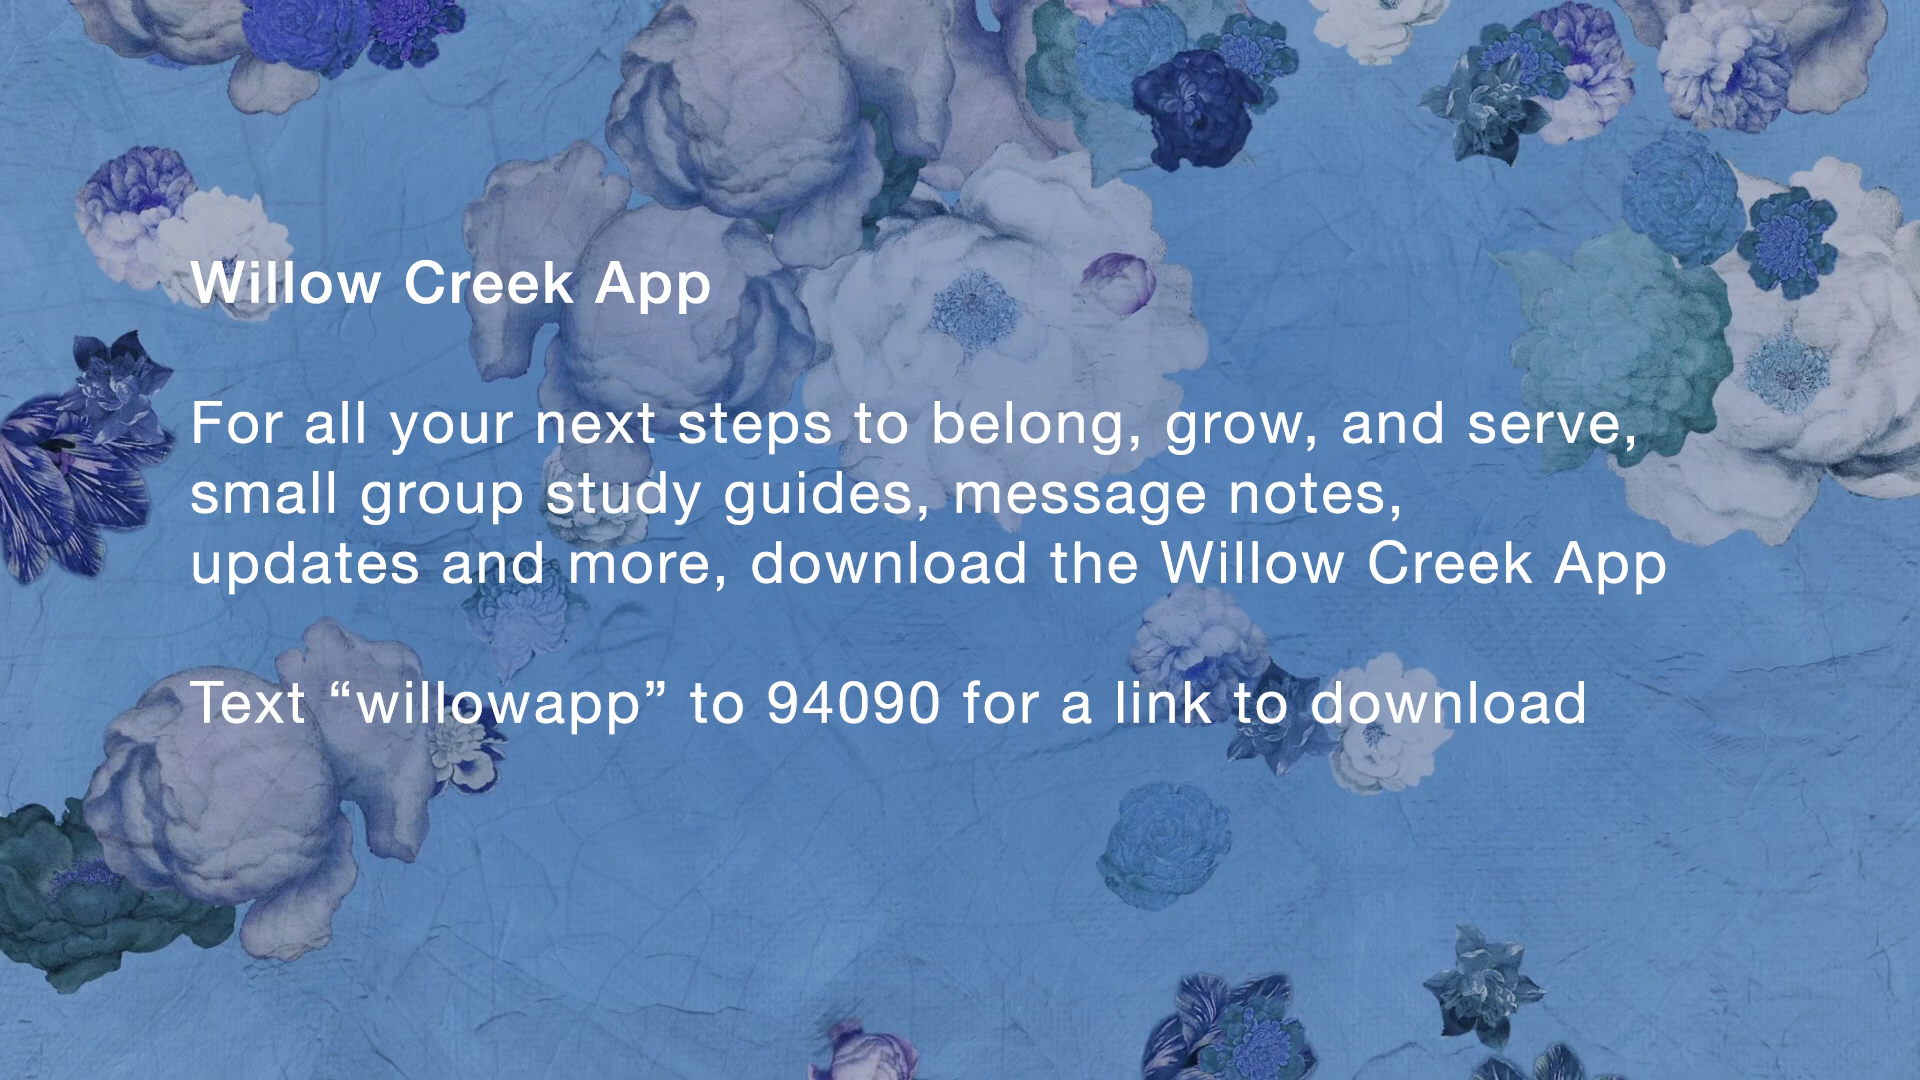 Willow Creek App
For all your next steps to belong, grow, and serve,
small group study guides, message notes,
updates and more, download the Willow Creek App
Text “willowapp” to 94090 for a link to download